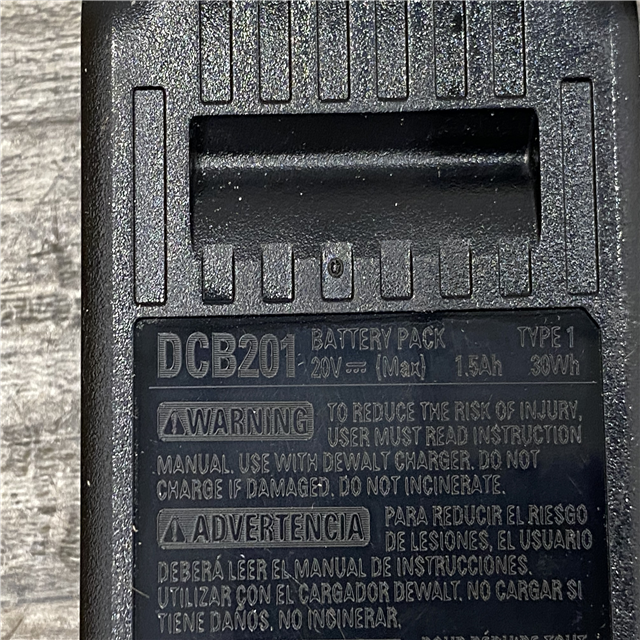 DCB201 BATTERY PACK TYPE 1
20V⎓ (Max) 1.5Ah 30Wh
⚠WARNING TO REDUCE THE RISK OF INJURY,
USER MUST READ INSTRUCTION
MANUAL. USE WITH DEWALT CHARGER. DO NOT
CHARGE IF DAMAGED. DO NOT INCINERATE.
⚠ADVERTENCIA PARA REDUCIR EL RIESGO
DE LESIONES, EL USUARIO
DEBERÁ LEER EL MANUAL DE INSTRUCCIONES.
UTILIZAR CON EL CARGADOR DEWALT. NO CARGAR SI
TIENE DAÑOS, NO INCINERAR.